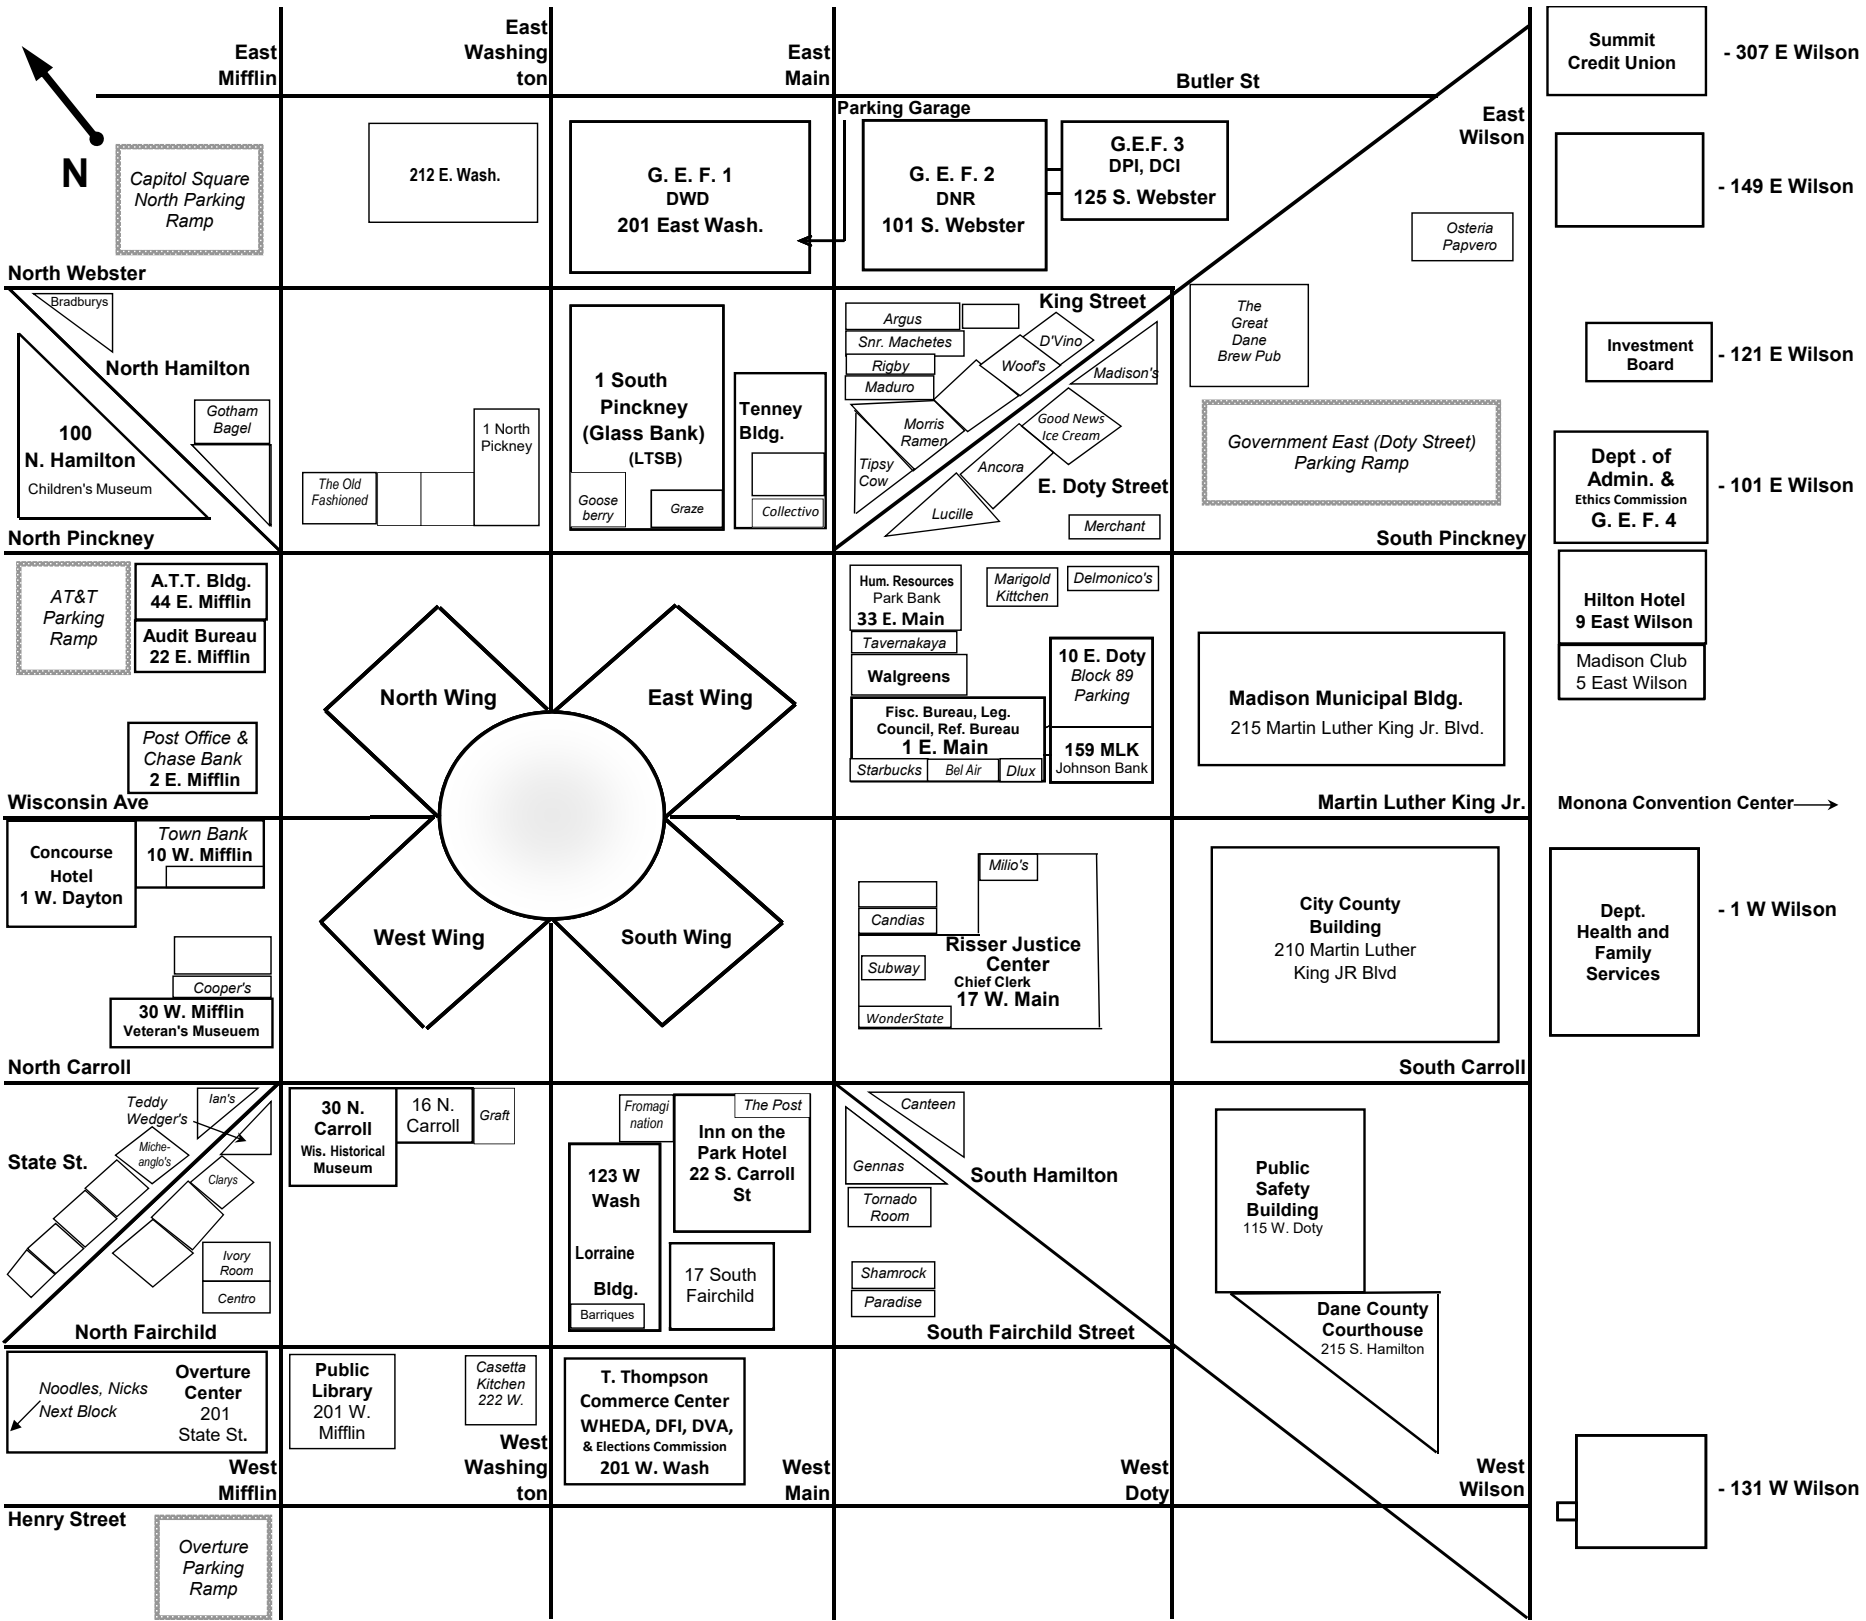 East
Mifflin
East
Washing
ton
East
Main
Butler St
Summit
Credit Union
- 307 E Wilson
N
Capitol Square
North Parking
Ramp
212 E. Wash.
G. E. F. 1
DWD
201 East Wash.
Parking Garage
G. E. F. 2
DNR
101 S. Webster
G.E.F. 3
DPI, DCI
125 S. Webster
East
Wilson
- 149 E Wilson
Osteria
Papvero
North Webster
Bradburys
North Hamilton
100
N. Hamilton
Children's Museum
Gotham
Bagel
The Old
Fashioned
1 North
Pickney
1 South
Pinckney
(Glass Bank)
(LTSB)
Goose
berry
Graze
Tenney
Bldg.
Collectivo
Argus
Snr. Machetes
Rigby
Maduro
Morris
Ramen
Tipsy
Cow
King Street
D'Vino
Woof's
Madison's
Good News
Ice Cream
Ancora
Lucille
E. Doty Street
Merchant
The
Great
Dane
Brew Pub
Government East (Doty Street)
Parking Ramp
Investment
Board
- 121 E Wilson
Dept . of
Admin. &
Ethics Commission
G. E. F. 4
- 101 E Wilson
North Pinckney
South Pinckney
AT&T
Parking
Ramp
A.T.T. Bldg.
44 E. Mifflin
Audit Bureau
22 E. Mifflin
Post Office &
Chase Bank
2 E. Mifflin
North Wing
East Wing
Hum. Resources
Park Bank
33 E. Main
Tavernakaya
Walgreens
Fisc. Bureau, Leg.
Council, Ref. Bureau
1 E. Main
Starbucks
Bel Air
Dlux
Marigold
Kittchen
Delmonico's
10 E. Doty
Block 89
Parking
159 MLK
Johnson Bank
Madison Municipal Bldg.
215 Martin Luther King Jr. Blvd.
Hilton Hotel
9 East Wilson
Madison Club
5 East Wilson
Wisconsin Ave
Martin Luther King Jr.
Monona Convention Center
Concourse
Hotel
1 W. Dayton
Town Bank
10 W. Mifflin
Cooper's
30 W. Mifflin
Veteran's Museuem
West Wing
South Wing
Milio's
Candias
Subway
WonderState
Risser Justice
Center
Chief Clerk
17 W. Main
City County
Building
210 Martin Luther
King JR Blvd
Dept.
Health and
Family
Services
- 1 W Wilson
North Carroll
South Carroll
Teddy
Wedger's
Ian's
Miche-
anglo's
State St.
Clarys
Ivory
Room
Centro
30 N.
Carroll
Wis. Historical
Museum
16 N.
Carroll
Graft
Fromagi
nation
The Post
Inn on the
Park Hotel
22 S. Carroll
St
123 W
Wash
Lorraine
Bldg.
Barriques
17 South
Fairchild
Canteen
Gennas
Tornado
Room
Shamrock
Paradise
South Hamilton
Public
Safety
Building
115 W. Doty
Dane County
Courthouse
215 S. Hamilton
North Fairchild
South Fairchild Street
Noodles, Nicks
Next Block
Overture
Center
201
State St.
Public
Library
201 W.
Mifflin
Casetta
Kitchen
222 W.
T. Thompson
Commerce Center
WHEDA, DFI, DVA,
& Elections Commission
201 W. Wash
West
Mifflin
West
Washing
ton
West
Main
West
Doty
West
Wilson
- 131 W Wilson
Henry Street
Overture
Parking
Ramp